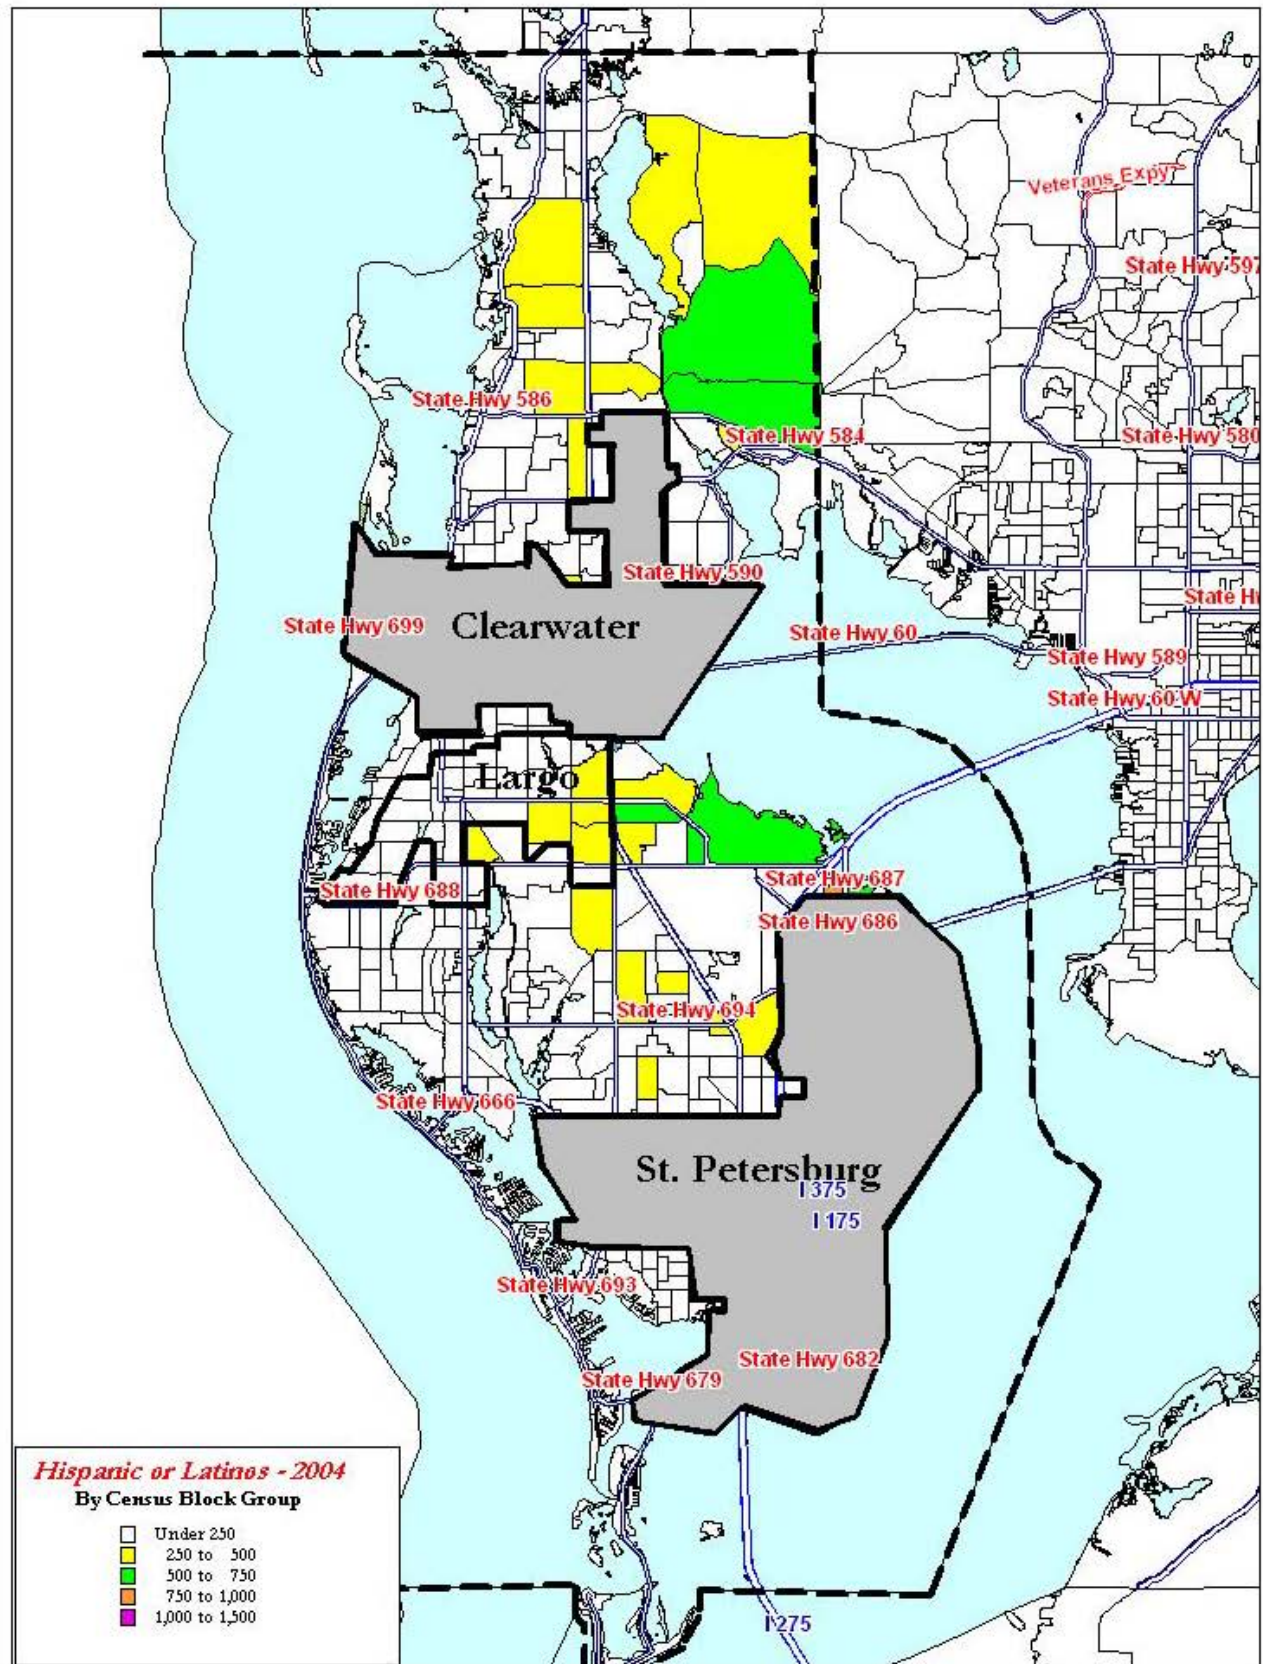 Veterans Expy
State Hwy 597
State Hwy 586
State Hwy 584
State Hwy 580
State Hwy 590
State H
State Hwy 699
Clearwater
State Hwy 60
State Hwy 589
State Hwy 60 W
Largo
State Hwy 688
State Hwy 687
State Hwy 686
State Hwy 694
State Hwy 666
St. Petersburg
I 375
I 175
State Hwy 693
State Hwy 682
State Hwy 679
I 275
Hispanic or Latinos - 2004
By Census Block Group
Under 250
250 to 500
500 to 750
750 to 1,000
1,000 to 1,500